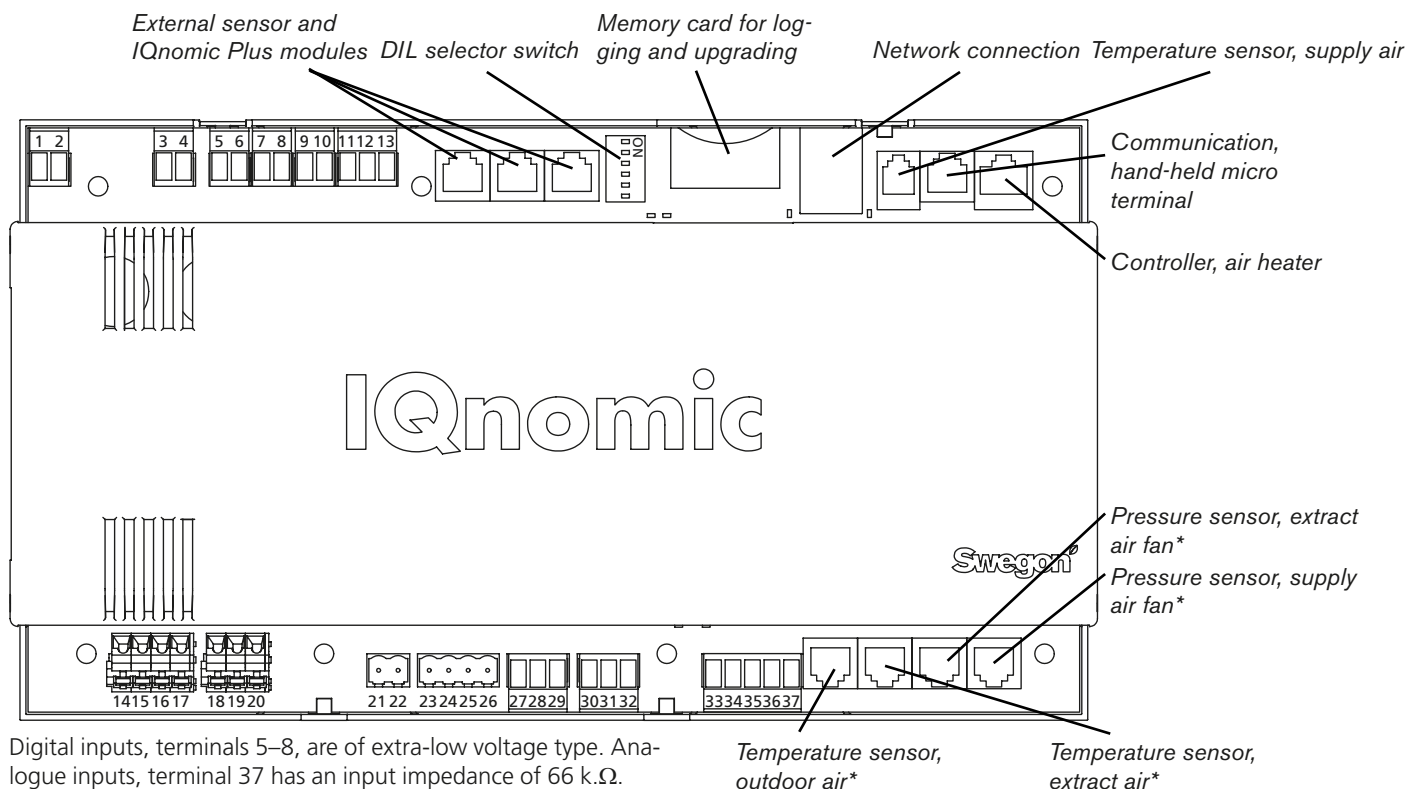 External sensor and
IQnomic Plus modules
DIL selector switch
Memory card for log-
ging and upgrading
Network connection
Temperature sensor, supply air
1 2 3 4 5 6 7 8 9 10 11 12 13
ON
Communication,
hand-held micro
terminal
Controller, air heater
IQnomic
Swegon
Pressure sensor, extract
air fan*
Pressure sensor, supply
air fan*
14 15 16 17 18 19 20 21 22 23 24 25 26 27 28 29 30 31 32 33 34 35 36 37
Digital inputs, terminals 5–8, are of extra-low voltage type. Ana-
logue inputs, terminal 37 has an input impedance of 66 k.Ω.
Temperature sensor,
outdoor air*
Temperature sensor,
extract air*